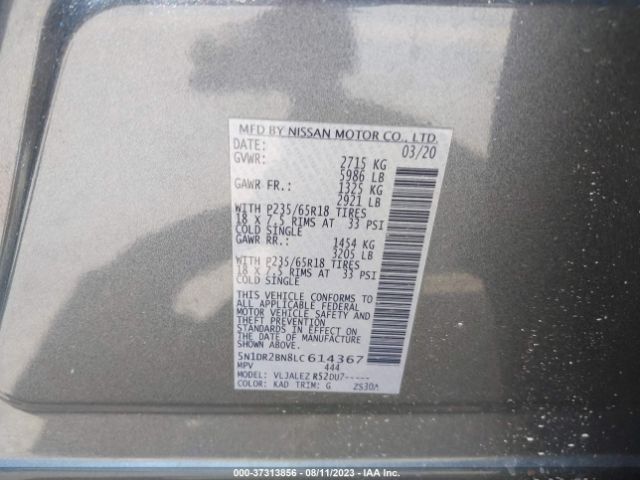 MFD BY NISSAN MOTOR CO., LTD.
DATE: 03/20
GVWR: 2715 KG
5986 LB
GAWR FR.: 1325 KG
2921 LB
WITH P235/65R18 TIRES
18 X 7.5 RIMS AT 33 PSI
COLD SINGLE
GAWR RR.: 1454 KG
3205 LB
WITH P235/65R18 TIRES
18 X 7.5 RIMS AT 33 PSI
COLD SINGLE
THIS VEHICLE CONFORMS TO
ALL APPLICABLE FEDERAL
MOTOR VEHICLE SAFETY AND
THEFT PREVENTION
STANDARDS IN EFFECT ON
THE DATE OF MANUFACTURE
SHOWN ABOVE.
5N1DR2BN8LC614367
MPV 444
MODEL: VLJALEZ R52DU7-----
COLOR: KAD TRIM: G ZS30A
000-37313856 - 08/11/2023 - IAA Inc.